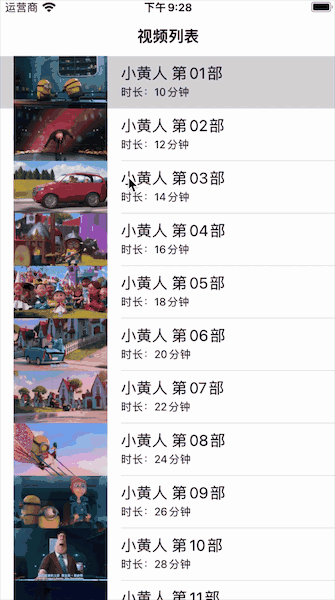 运营商 下午9:28
视频列表
小黄人 第01部
时长：10分钟
小黄人 第02部
时长：12分钟
小黄人 第03部
时长：14分钟
小黄人 第04部
时长：16分钟
小黄人 第05部
时长：18分钟
小黄人 第06部
时长：20分钟
小黄人 第07部
时长：22分钟
小黄人 第08部
时长：24分钟
小黄人 第09部
时长：26分钟
小黄人 第10部
时长：28分钟
小黄人 第11部